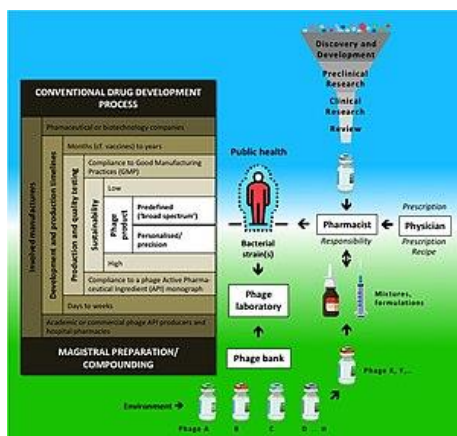 Discovery and
Development
Preclinical
Research
Clinical
Research
Review
CONVENTIONAL DRUG DEVELOPMENT
PROCESS
Pharmaceutical or biotechnology companies
Months (cf. vaccines) to years
Compliance to Good Manufacturing
Practices (GMP)
Low
Predefined
('broad spectrum')
Personalised/
precision
High
Compliance to a phage Active Pharma-
ceutical ingredient (API) monograph
Days to weeks
Academic or commercial phage API producers and
hospital pharmacies
Involved manufacturers
Development and production timelines
Production and quality testing
Sustainability
Phage
product
MAGISTRAL PREPARATION/
COMPOUNDING
Public health
Bacterial
strain(s)
Phage
laboratory
Phage bank
Pharmacist
Responsibility
Prescription
Physician
Prescription
Recipe
Mixtures,
formulations
Phage X, Y,...
Environment
Phage A B C D ... n